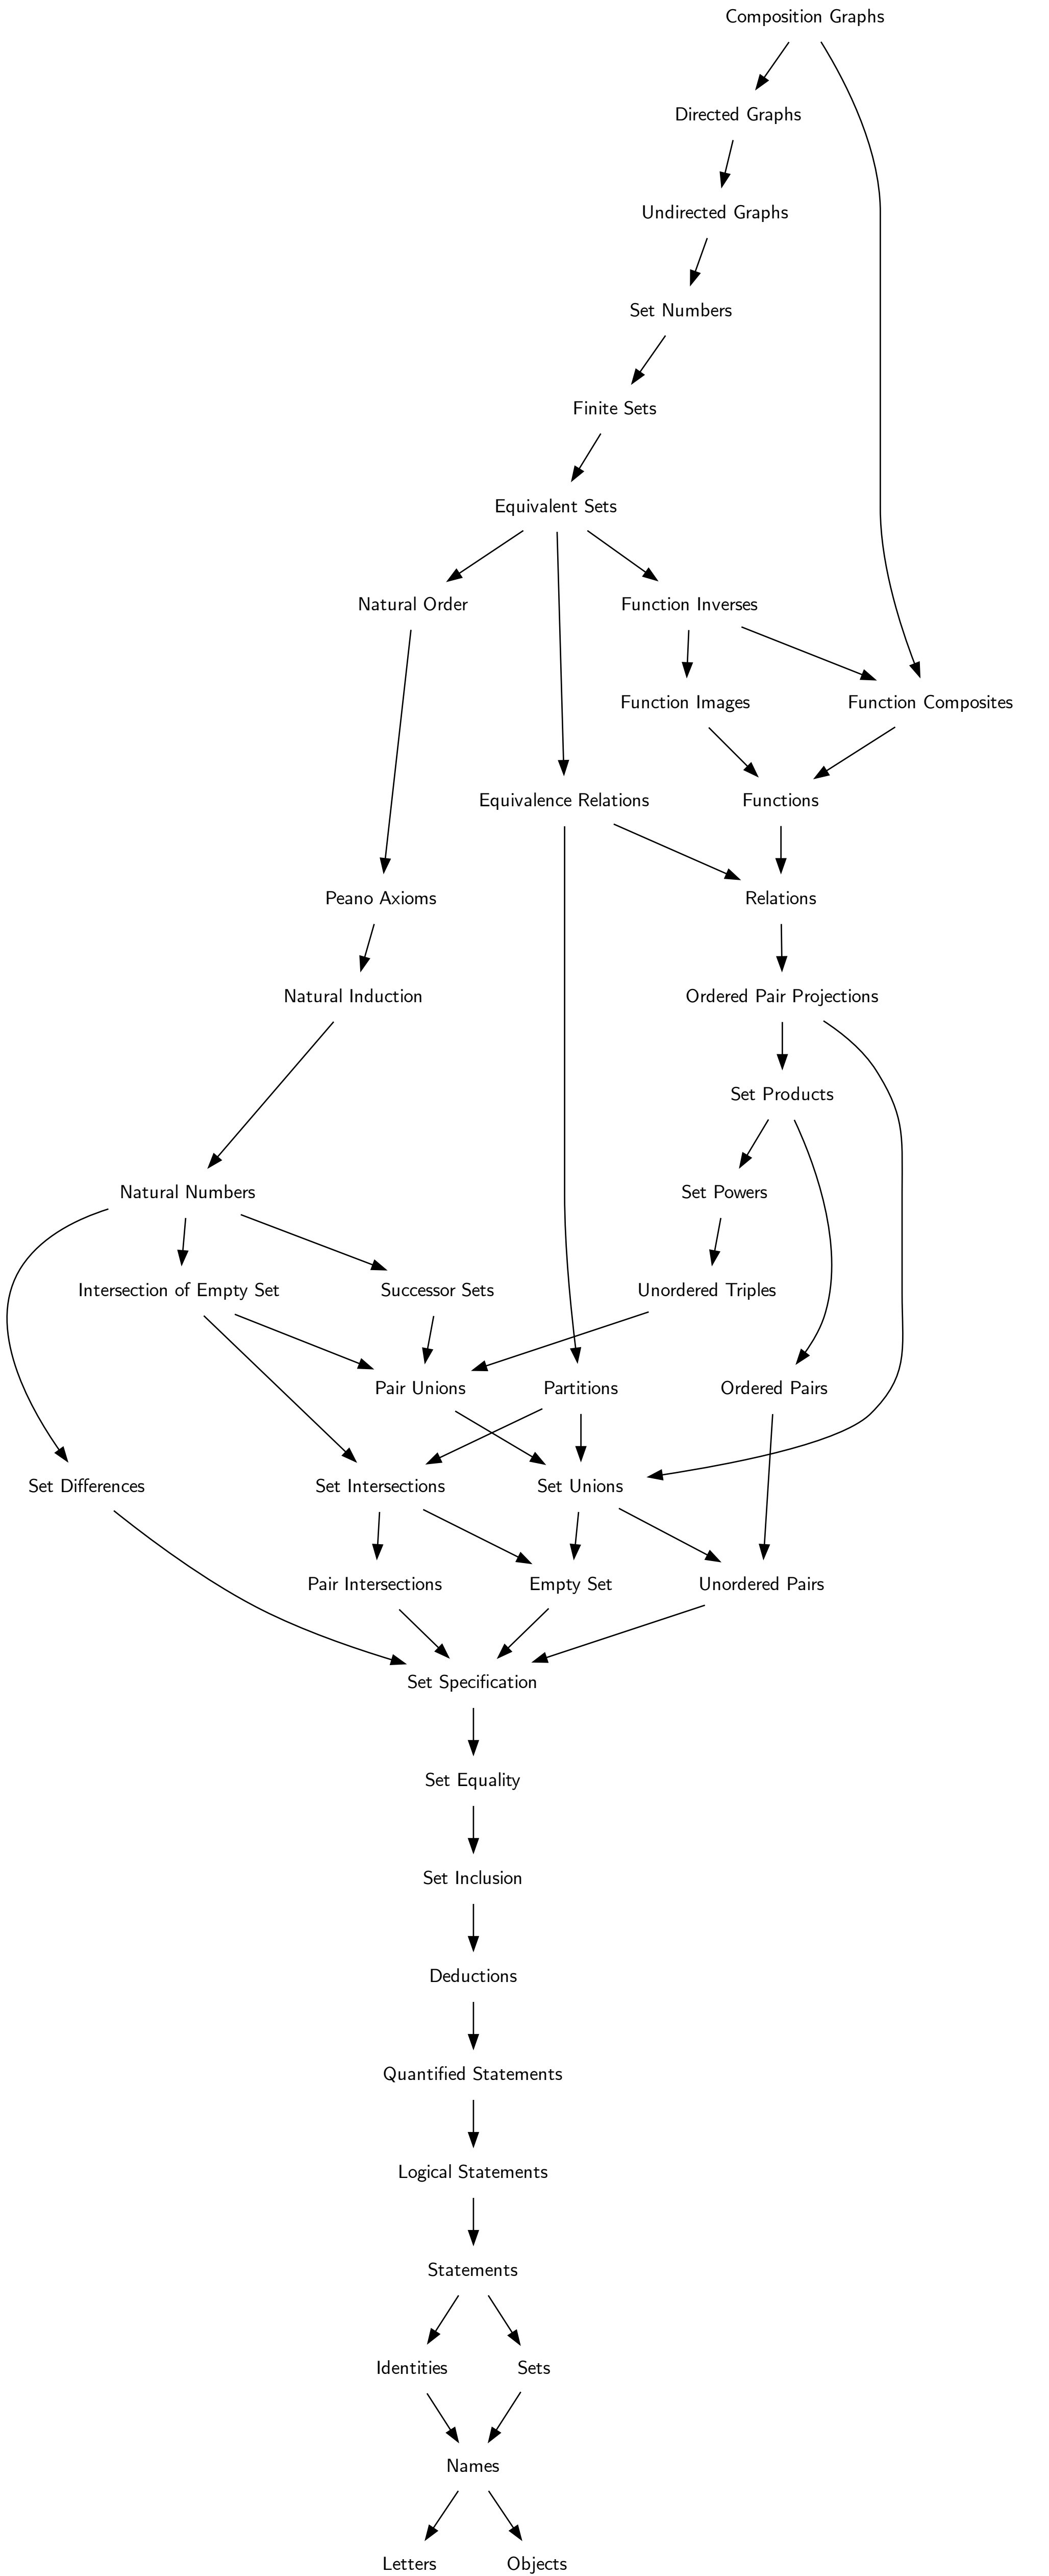 Composition Graphs
Directed Graphs
Undirected Graphs
Set Numbers
Finite Sets
Equivalent Sets
Natural Order
Function Inverses
Function Images
Function Composites
Equivalence Relations
Functions
Peano Axioms
Relations
Natural Induction
Ordered Pair Projections
Set Products
Natural Numbers
Set Powers
Intersection of Empty Set
Successor Sets
Unordered Triples
Pair Unions
Partitions
Ordered Pairs
Set Differences
Set Intersections
Set Unions
Pair Intersections
Empty Set
Unordered Pairs
Set Specification
Set Equality
Set Inclusion
Deductions
Quantified Statements
Logical Statements
Statements
Identities
Sets
Names
Letters
Objects